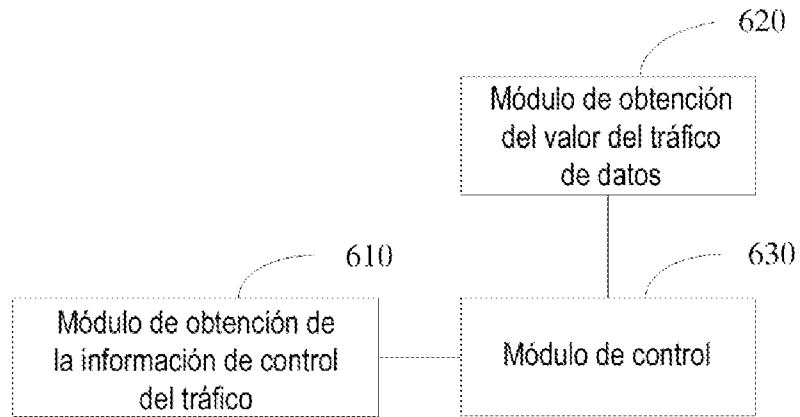 620
Módulo de obtención
del valor del tráfico
de datos
610
630
Módulo de obtención de
la información de control
del tráfico
Módulo de control